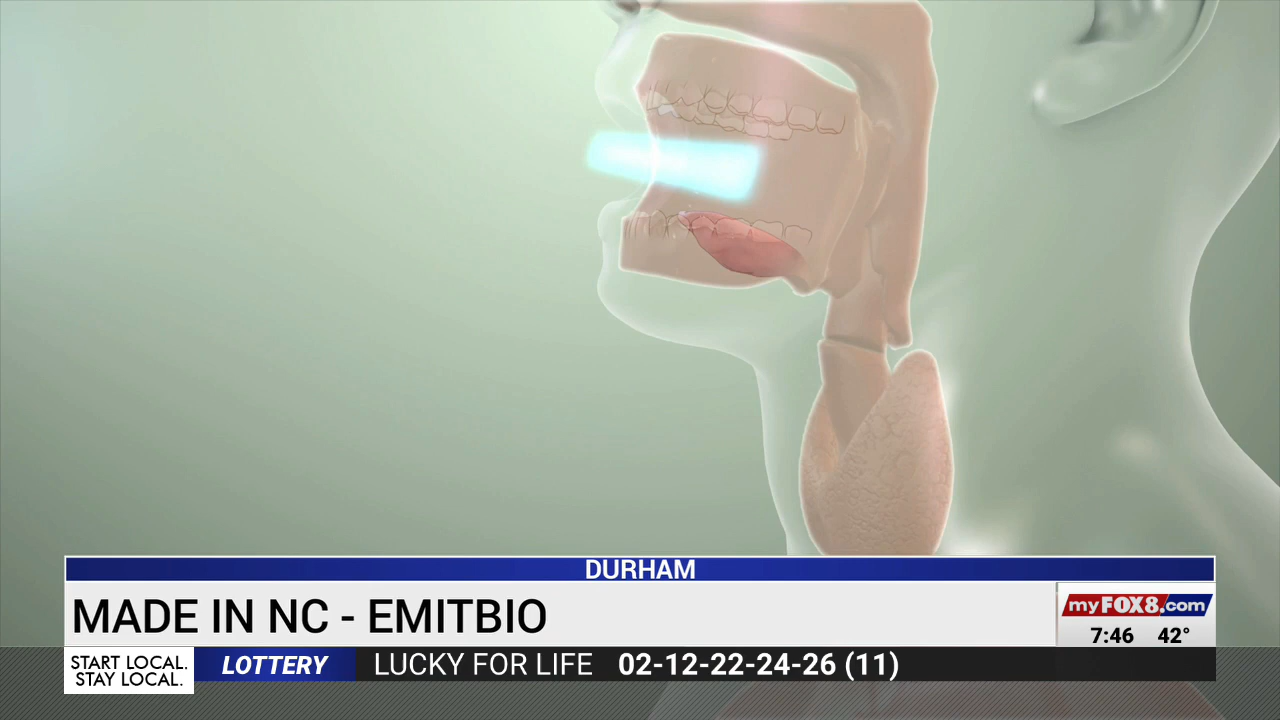 DURHAM
MADE IN NC - EMITBIO
myFOX8.com
7:46 42°
START LOCAL.
STAY LOCAL.
LOTTERY LUCKY FOR LIFE 02-12-22-24-26 (11)